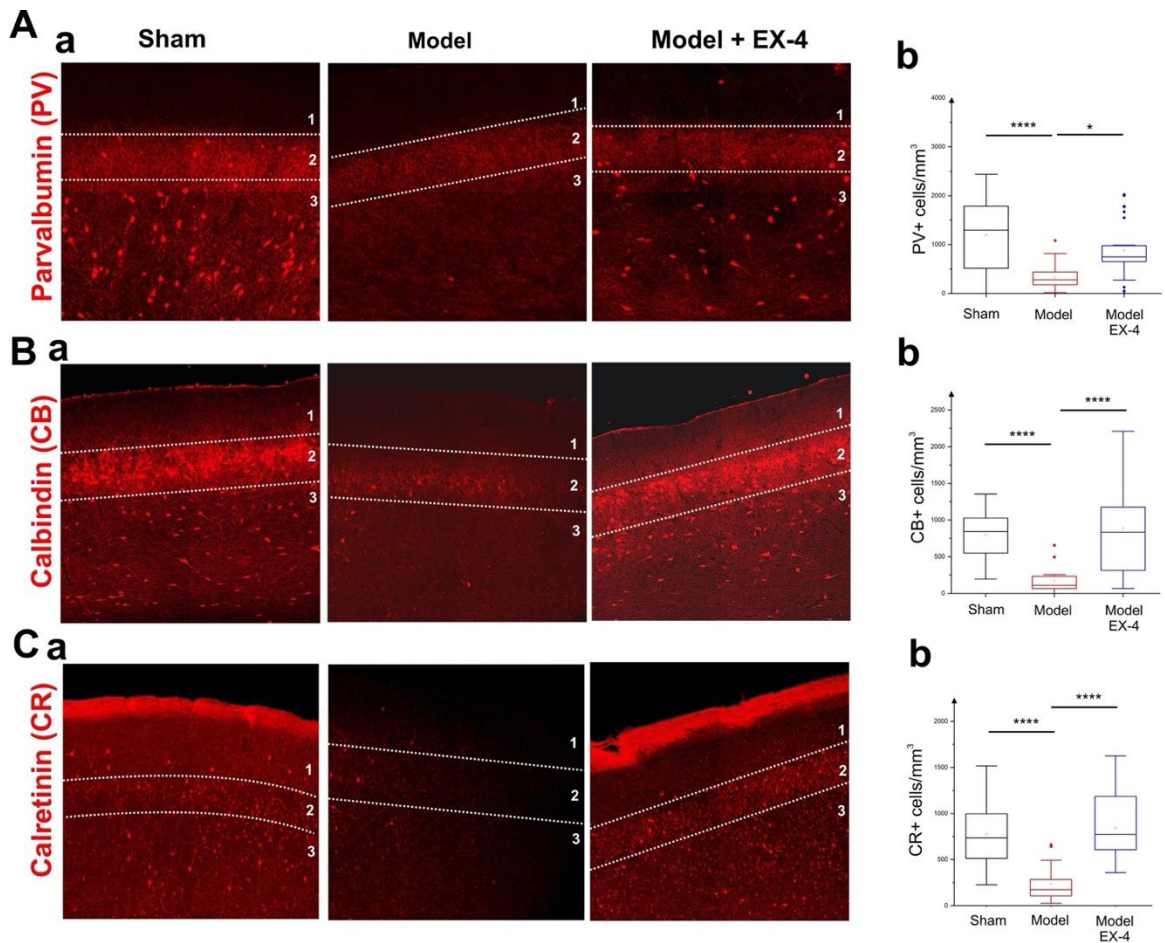 A
a
Sham
Model
Model + EX-4
Parvalbumin (PV)
1
2
3
1
2
3
1
2
3
b
PV+ cells/mm³
4000
3000
2000
1000
0
****
*
Sham
Model
Model
EX-4
B
a
Calbindin (CB)
1
2
3
1
2
3
1
2
3
b
CB+ cells/mm³
2500
2000
1500
1000
500
0
****
****
Sham
Model
Model
EX-4
C
a
Calretinin (CR)
1
2
3
1
2
3
1
2
3
b
CR+ cells/mm³
2000
1500
1000
500
0
****
****
Sham
Model
Model
EX-4